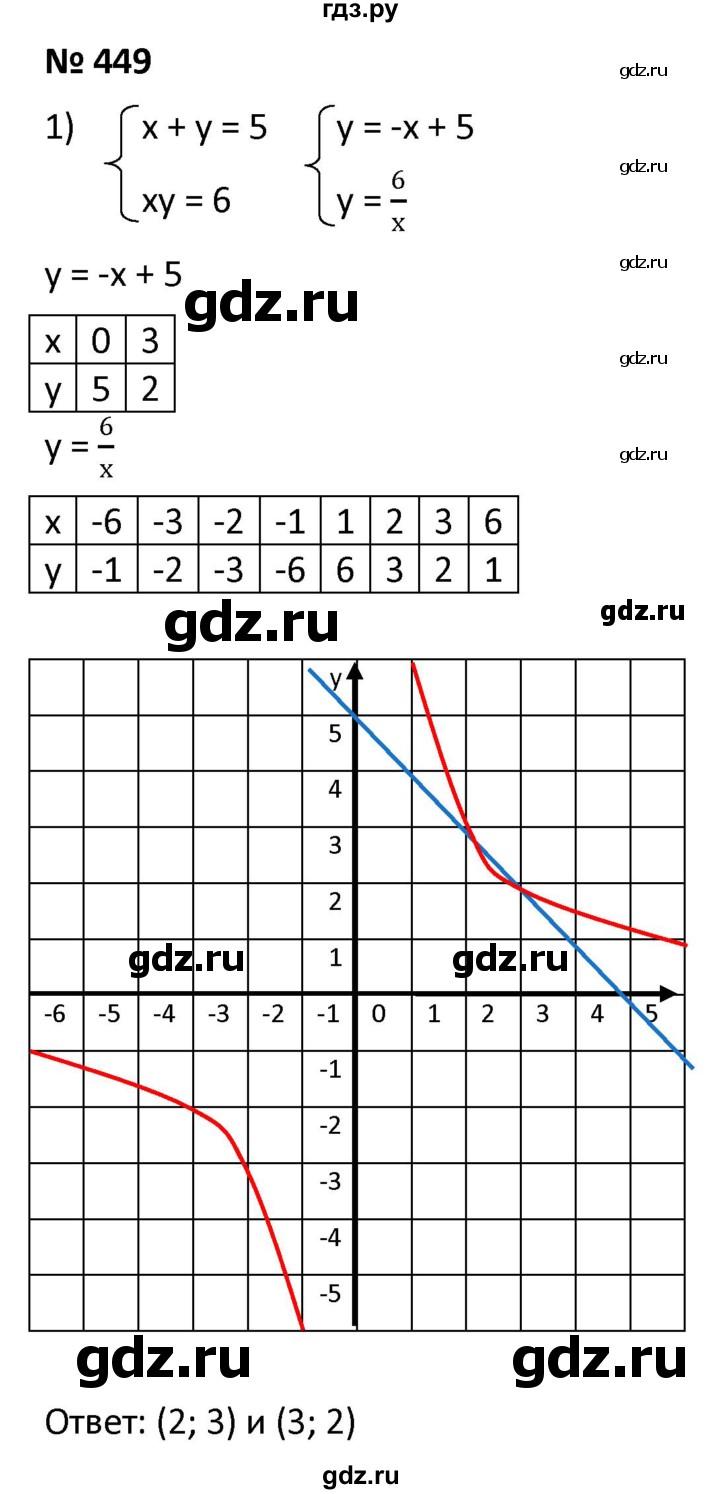 гдз.ру
№ 449
gdz.ru
1) x + y = 5 y = -x + 5
gdz.ru
xy = 6 y = 6/x
y = -x + 5
gdz.ru
gdz.ru
x 0 3
gdz.ru
y 5 2
y = 6/x
gdz.ru
x -6 -3 -2 -1 1 2 3 6
y -1 -2 -3 -6 6 3 2 1
gdz.ru
gdz.ru
y
5
4
3
2
1
gdz.ru gdz.ru
-6 -5 -4 -3 -2 -1 0 1 2 3 4 5
-1
-2
-3
-4
-5
gdz.ru gdz.ru
Ответ: (2; 3) и (3; 2)
gdz.ru